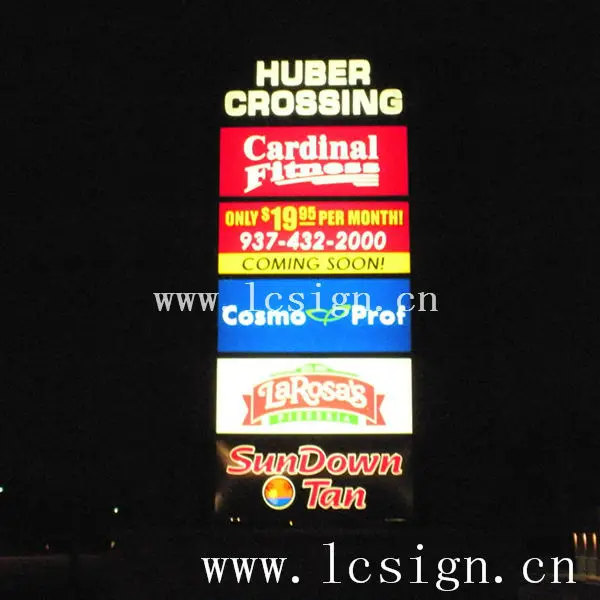 HUBER
CROSSING
Cardinal
Fitness
ONLY $19.95 PER MONTH!
937-432-2000
COMING SOON!
www.lcsign.cn
Cosmo Prof
LaRosa's
PIZZERIA
SunDown
Tan
www.lcsign.cn